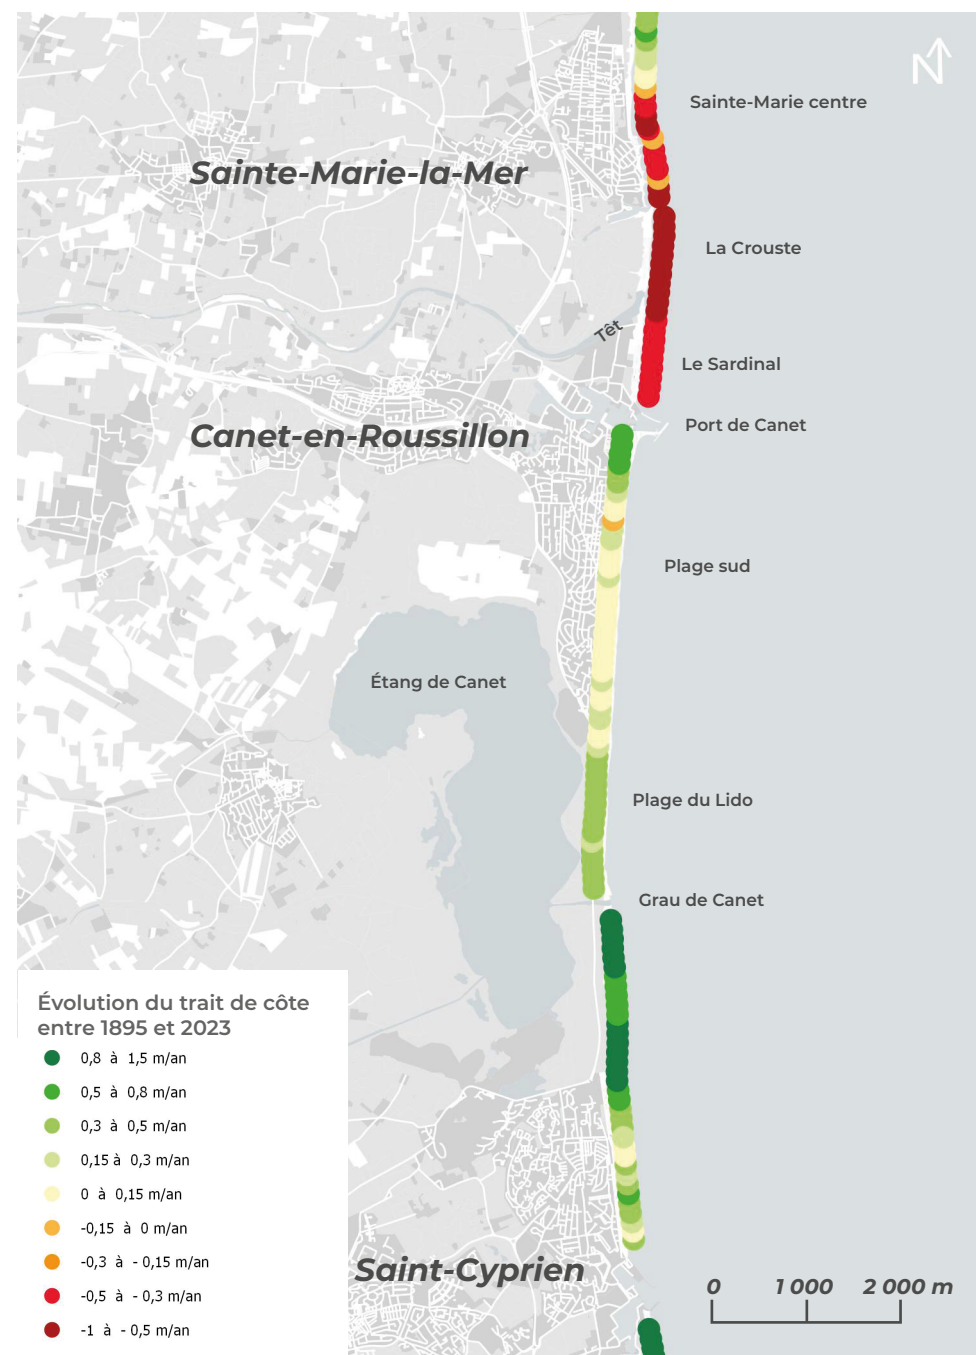 N
Sainte-Marie centre
Sainte-Marie-la-Mer
La Crouste
Têt
Le Sardinal
Port de Canet
Canet-en-Roussillon
Plage sud
Étang de Canet
Plage du Lido
Grau de Canet
Évolution du trait de côte
entre 1895 et 2023
0,8 à 1,5 m/an
0,5 à 0,8 m/an
0,3 à 0,5 m/an
0,15 à 0,3 m/an
0 à 0,15 m/an
-0,15 à 0 m/an
-0,3 à - 0,15 m/an
-0,5 à - 0,3 m/an
-1 à - 0,5 m/an
Saint-Cyprien
0 1 000 2 000 m